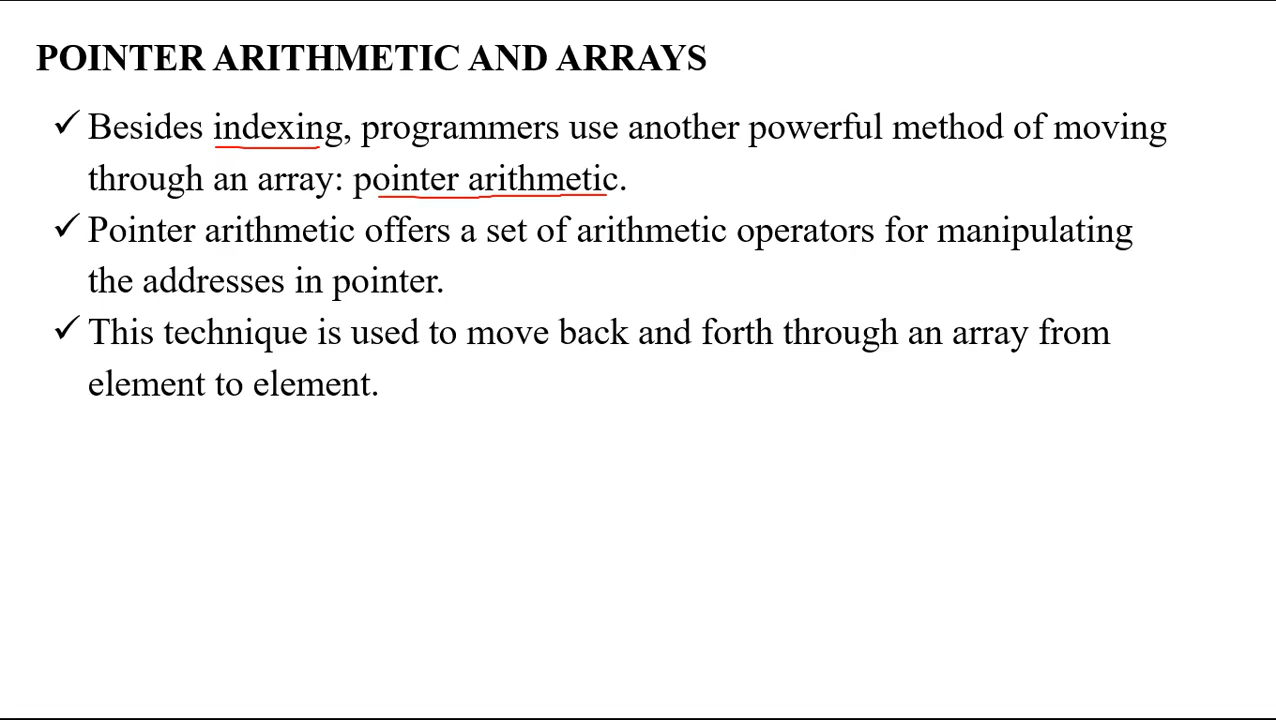 POINTER ARITHMETIC AND ARRAYS
✓ Besides indexing, programmers use another powerful method of moving
through an array: pointer arithmetic.
✓ Pointer arithmetic offers a set of arithmetic operators for manipulating
the addresses in pointer.
✓ This technique is used to move back and forth through an array from
element to element.